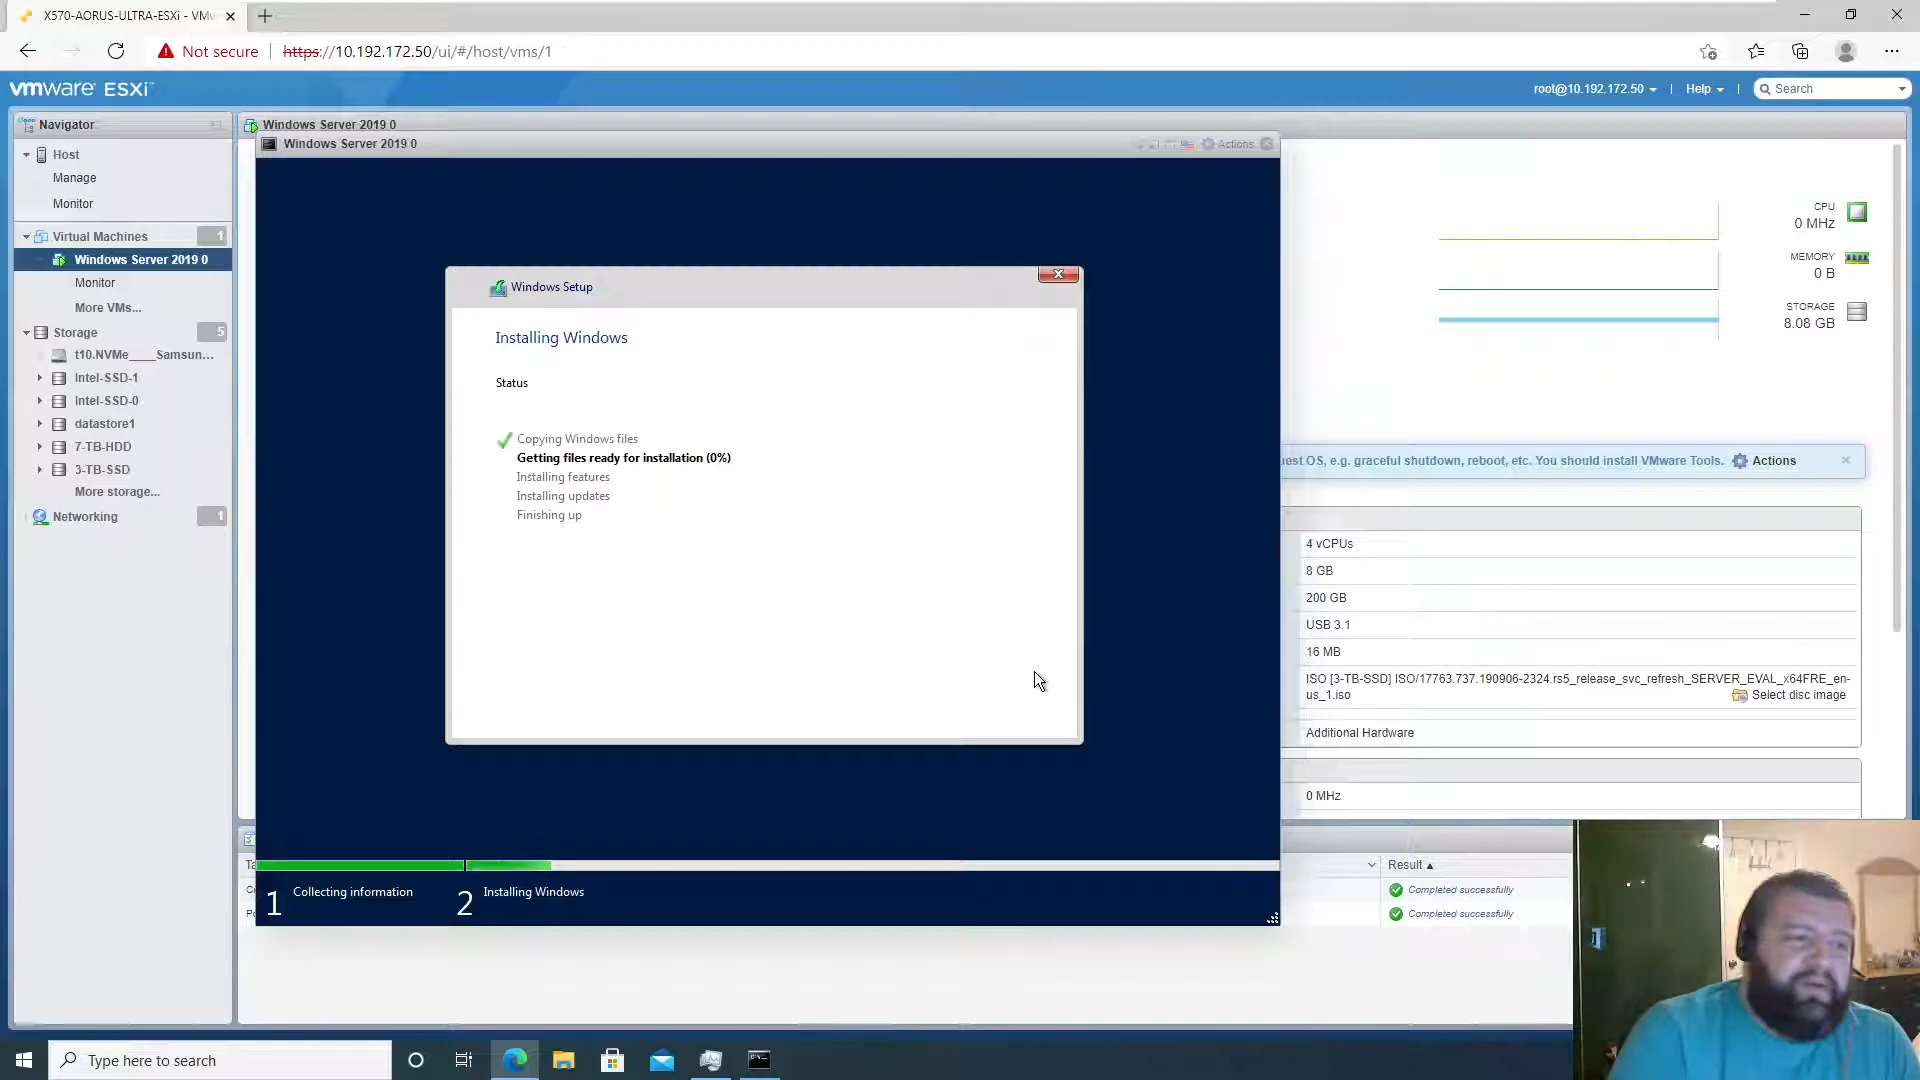 X570-AORUS-ULTRA-ESXi - VM
Not secure
https://10.192.172.50/ui/#/host/vms/1
vmware ESXi
root@10.192.172.50
Help
Search
Navigator
Host
Manage
Monitor
Virtual Machines 1
Windows Server 2019 0
Monitor
More VMs...
Storage 5
t10.NVMe____Samsun...
Intel-SSD-1
Intel-SSD-0
datastore1
7-TB-HDD
3-TB-SSD
More storage...
Networking 1
Windows Server 2019 0
Windows Server 2019 0
Actions
Windows Setup
Installing Windows
Status
Copying Windows files
Getting files ready for installation (0%)
Installing features
Installing updates
Finishing up
1 Collecting information
2 Installing Windows
CPU
0 MHz
MEMORY
0 B
STORAGE
8.08 GB
OS, e.g. graceful shutdown, reboot, etc. You should install VMware Tools. Actions
4 vCPUs
8 GB
200 GB
USB 3.1
16 MB
ISO [3-TB-SSD] ISO/17763.737.190906-2324.rs5_release_svc_refresh_SERVER_EVAL_x64FRE_en-
us_1.iso
Select disc image
Additional Hardware
0 MHz
Result
Completed successfully
Completed successfully
Type here to search